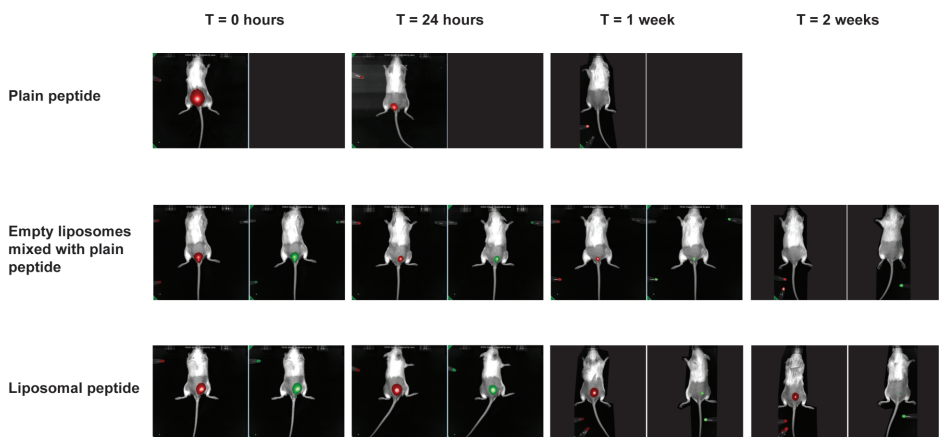 T = 0 hours
T = 24 hours
T = 1 week
T = 2 weeks
Plain peptide
Empty liposomes
mixed with plain
peptide
Liposomal peptide